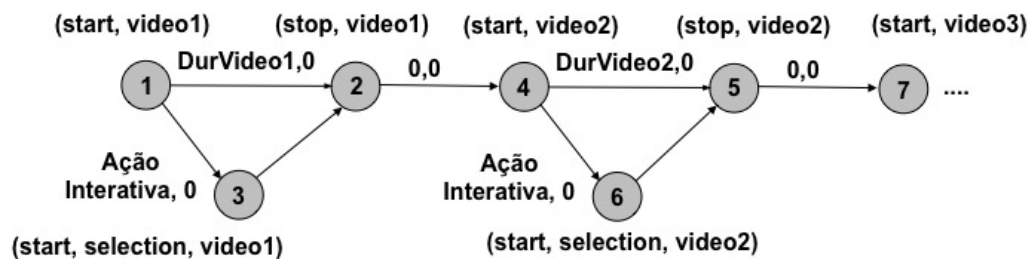 (start, video1)
(stop, video1)
(start, video2)
(stop, video2)
(start, video3)
DurVideo1,0
0,0
DurVideo2,0
0,0
1
2
4
5
7
....
Ação
Interativa, 0
3
Ação
Interativa, 0
6
(start, selection, video1)
(start, selection, video2)